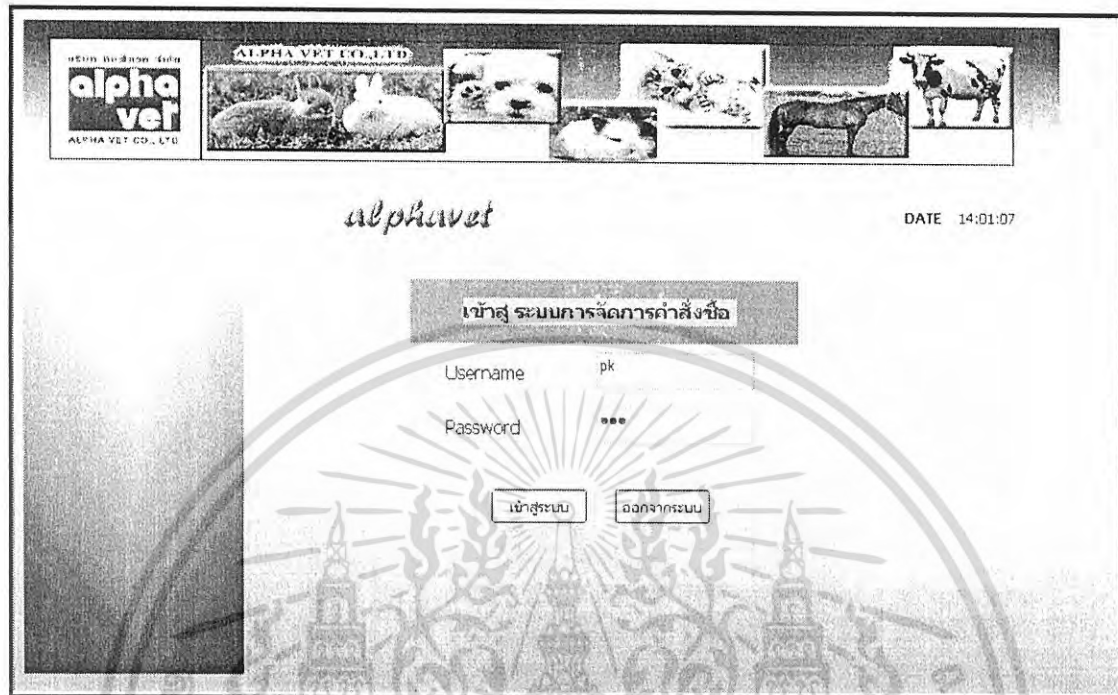 alpha
vet
ALPHA VET CO., LTD
ALPHA VET CO.,LTD
alphavet
DATE 14:01:07
เข้าสู่ ระบบการจัดการคำสั่งซื้อ
Username pk
Password •••
เข้าสู่ระบบ ออกจากระบบ